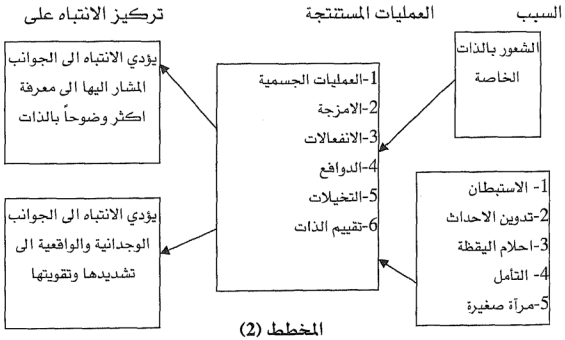 السبب
العمليات المستنتجة
تركيز الانتباه على
الشعور بالذات
الخاصة
1- الاستبطان
2-تدوين الاحداث
3-احلام اليقظة
4- التأمل
5-مرآة صغيرة
1-العمليات الجسمية
2-الامزجة
3-الانفعالات
4-الدوافع
5-التخيلات
6-تقييم الذات
يؤدي الانتباه الى الجوانب
المشار اليها الى معرفة
اكثر وضوحاً بالذات
يؤدي الانتباه الى الجوانب
الوجدانية والواقعية الى
تشديدها وتقويتها
المخطط (2)